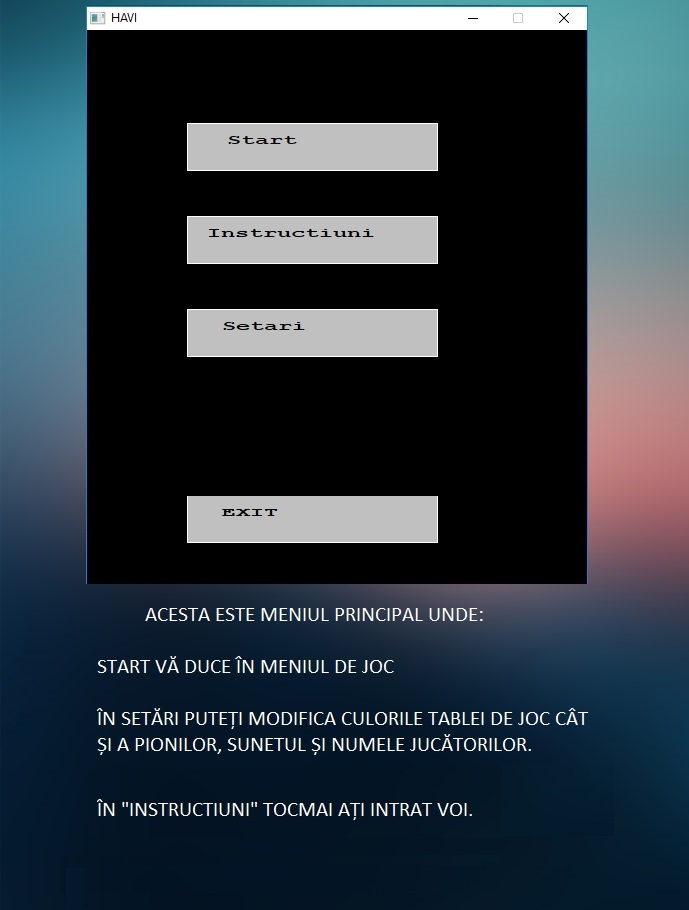 HAVI
Start
Instructiuni
Setari
EXIT
ACESTA ESTE MENIUL PRINCIPAL UNDE:
START VĂ DUCE ÎN MENIUL DE JOC
ÎN SETĂRI PUTEȚI MODIFICA CULORILE TABLEI DE JOC CÂT
ȘI A PIONILOR, SUNETUL ȘI NUMELE JUCĂTORILOR.
ÎN "INSTRUCTIUNI" TOCMAI AȚI INTRAT VOI.